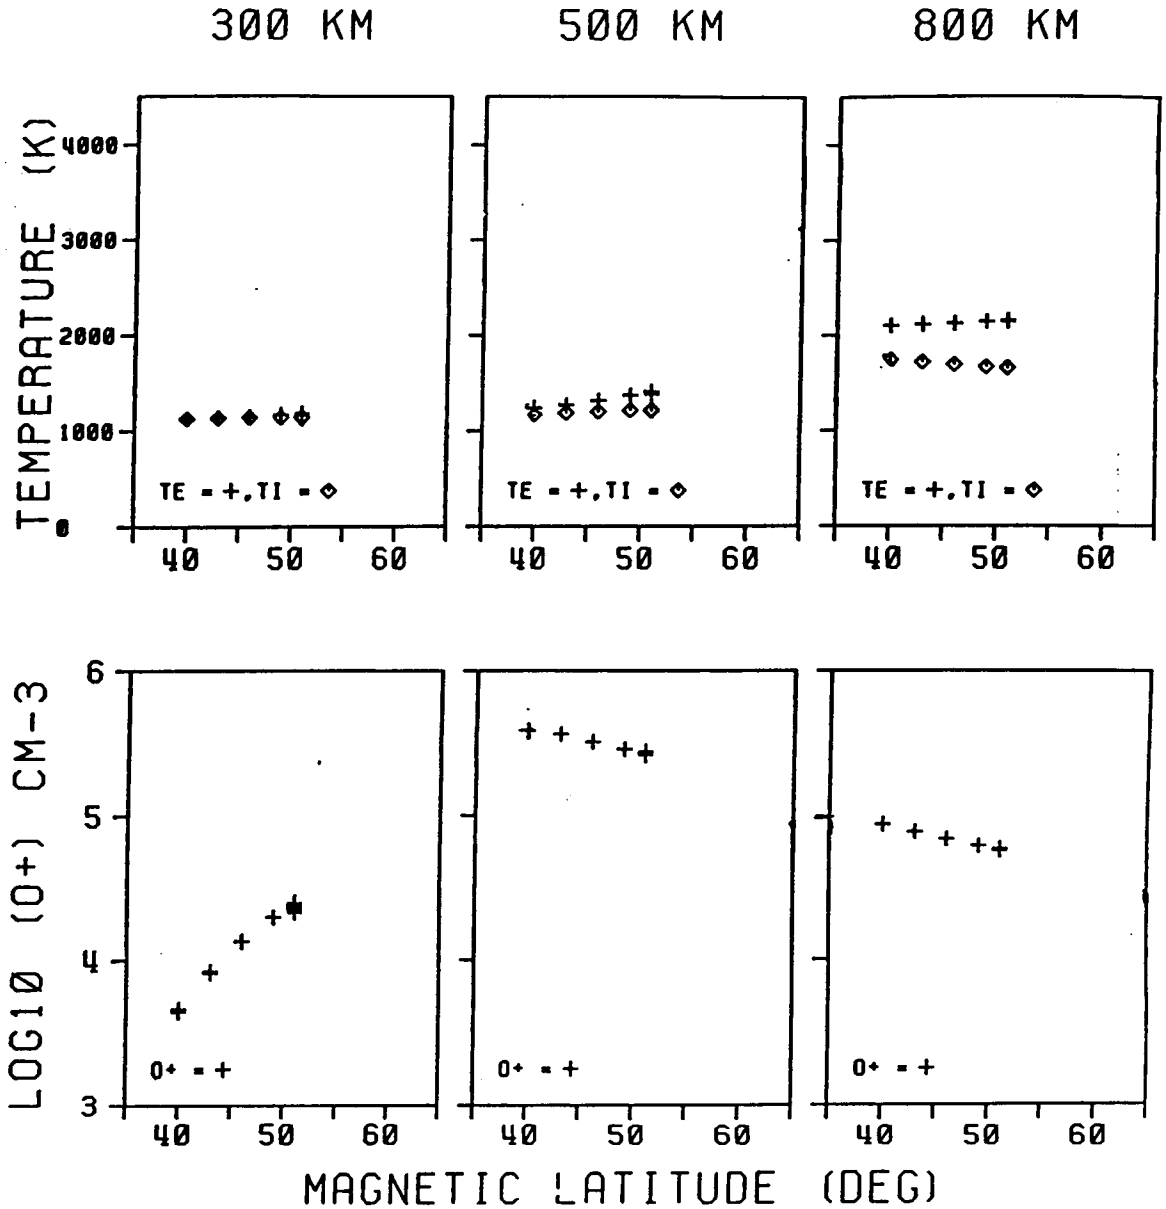 300 KM 500 KM 800 KM
TEMPERATURE (K)
4000
3000
2000
1000
0
TE = +, TI = ◇
TE = +, TI = ◇
TE = +, TI = ◇
40 50 60
40 50 60
40 50 60
LOG10 (O+) CM-3
6
5
4
3
O+ = +
O+ = +
O+ = +
40 50 60
40 50 60
40 50 60
MAGNETIC LATITUDE (DEG)